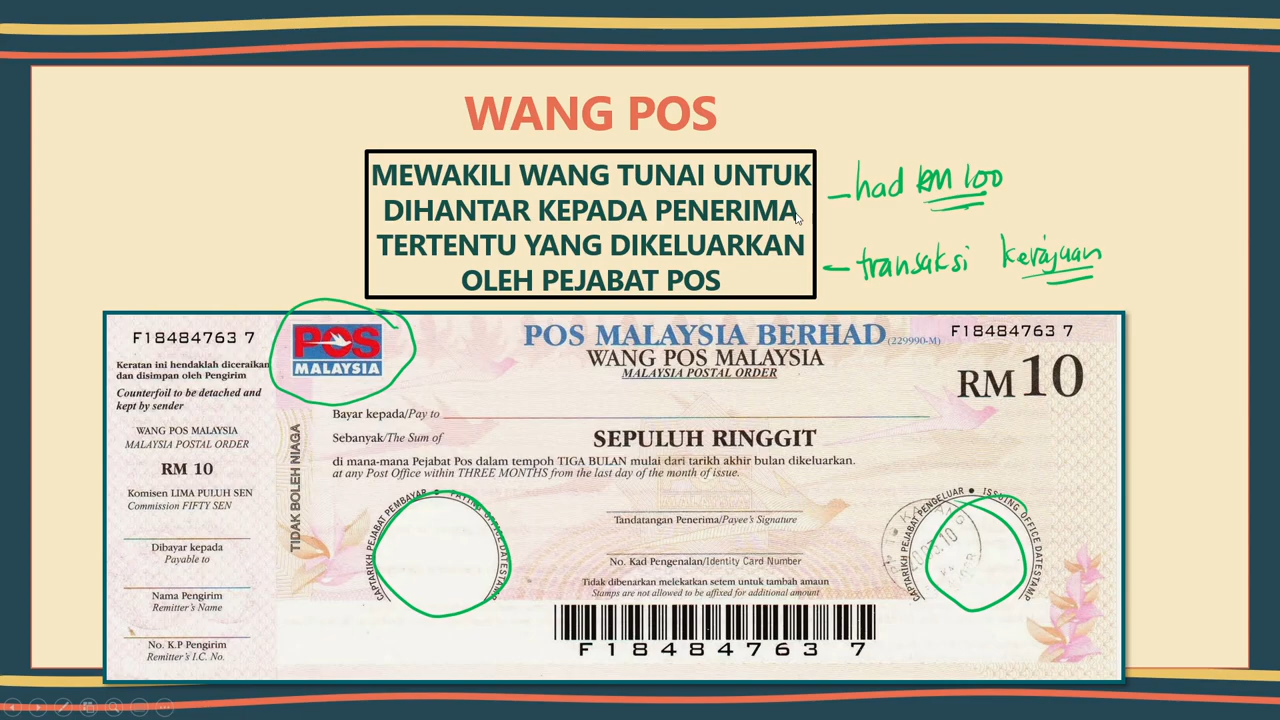 WANG POS
MEWAKILI WANG TUNAI UNTUK
DIHANTAR KEPADA PENERIMA
TERTENTU YANG DIKELUARKAN
OLEH PEJABAT POS
- had RM 100
- transaksi kerajaan
F18484763 7
Keratan ini hendaklah diceraikan
dan disimpan oleh Pengirim
Counterfoil to be detached and
kept by sender
WANG POS MALAYSIA
MALAYSIA POSTAL ORDER
RM 10
Komisen LIMA PULUH SEN
Commission FIFTY SEN
Dibayar kepada
Payable to
Nama Pengirim
Remitter's Name
No. K.P Pengirim
Remitter's I.C. No.
TIDAK BOLEH NIAGA
POS
MALAYSIA
POS MALAYSIA BERHAD (229990-M)
WANG POS MALAYSIA
MALAYSIA POSTAL ORDER
F18484763 7
RM10
Bayar kepada/Pay to
Sebanyak/The Sum of SEPULUH RINGGIT
di mana-mana Pejabat Pos dalam tempoh TIGA BULAN mulai dari tarikh akhir bulan dikeluarkan.
at any Post Office within THREE MONTHS from the last day of the month of issue.
CAPTARIKH PEJABAT PEMBAYAR • PAYING OFFICE DATESTAMP
Tandatangan Penerima/Payee's Signature
No. Kad Pengenalan/Identity Card Number
Tidak dibenarkan melekatkan setem untuk tambah amaun
Stamps are not allowed to be affixed for additional amount
CAPTARIKH PEJABAT PENGELUAR • ISSUING OFFICE DATESTAMP
F18484763 7